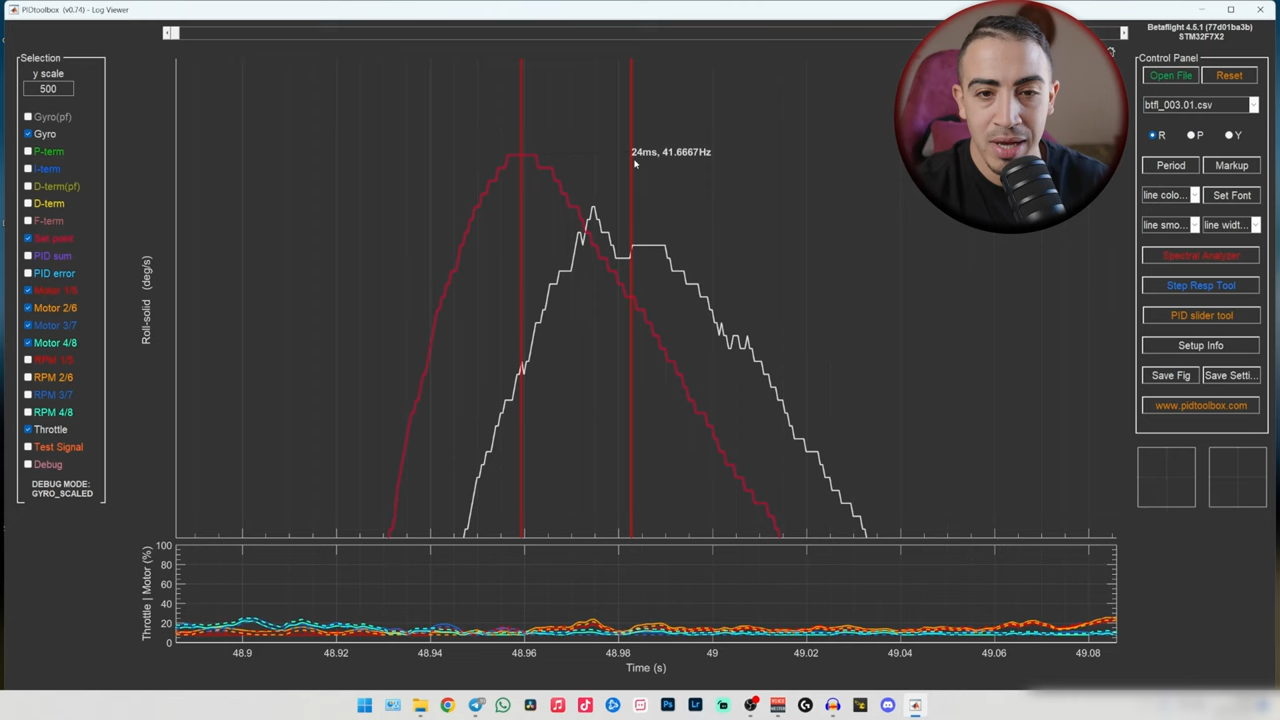 PIDtoolbox (v0.74) - Log Viewer
Selection
y scale
500
Gyro(pf)
Gyro
P-term
I-term
D-term(pf)
D-term
F-term
Set point
PID sum
PID error
Motor 1/5
Motor 2/6
Motor 3/7
Motor 4/8
RPM 1/5
RPM 2/6
RPM 3/7
RPM 4/8
Throttle
Test Signal
Debug
DEBUG MODE:
GYRO_SCALED
Roll-solid (deg/s)
24ms, 41.6667Hz
Throttle | Motor (%)
100
80
60
40
20
0
48.9 48.92 48.94 48.96 48.98 49 49.02 49.04 49.06 49.08
Time (s)
Betaflight 4.5.1 (77d01ba3b)
STM32F7X2
Control Panel
Open File Reset
btfl_003.01.csv
R P Y
Period Markup
line colo... Set Font
line smo... line widt...
Spectral Analyzer
Step Resp Tool
PID slider tool
Setup Info
Save Fig Save Setti...
www.pidtoolbox.com